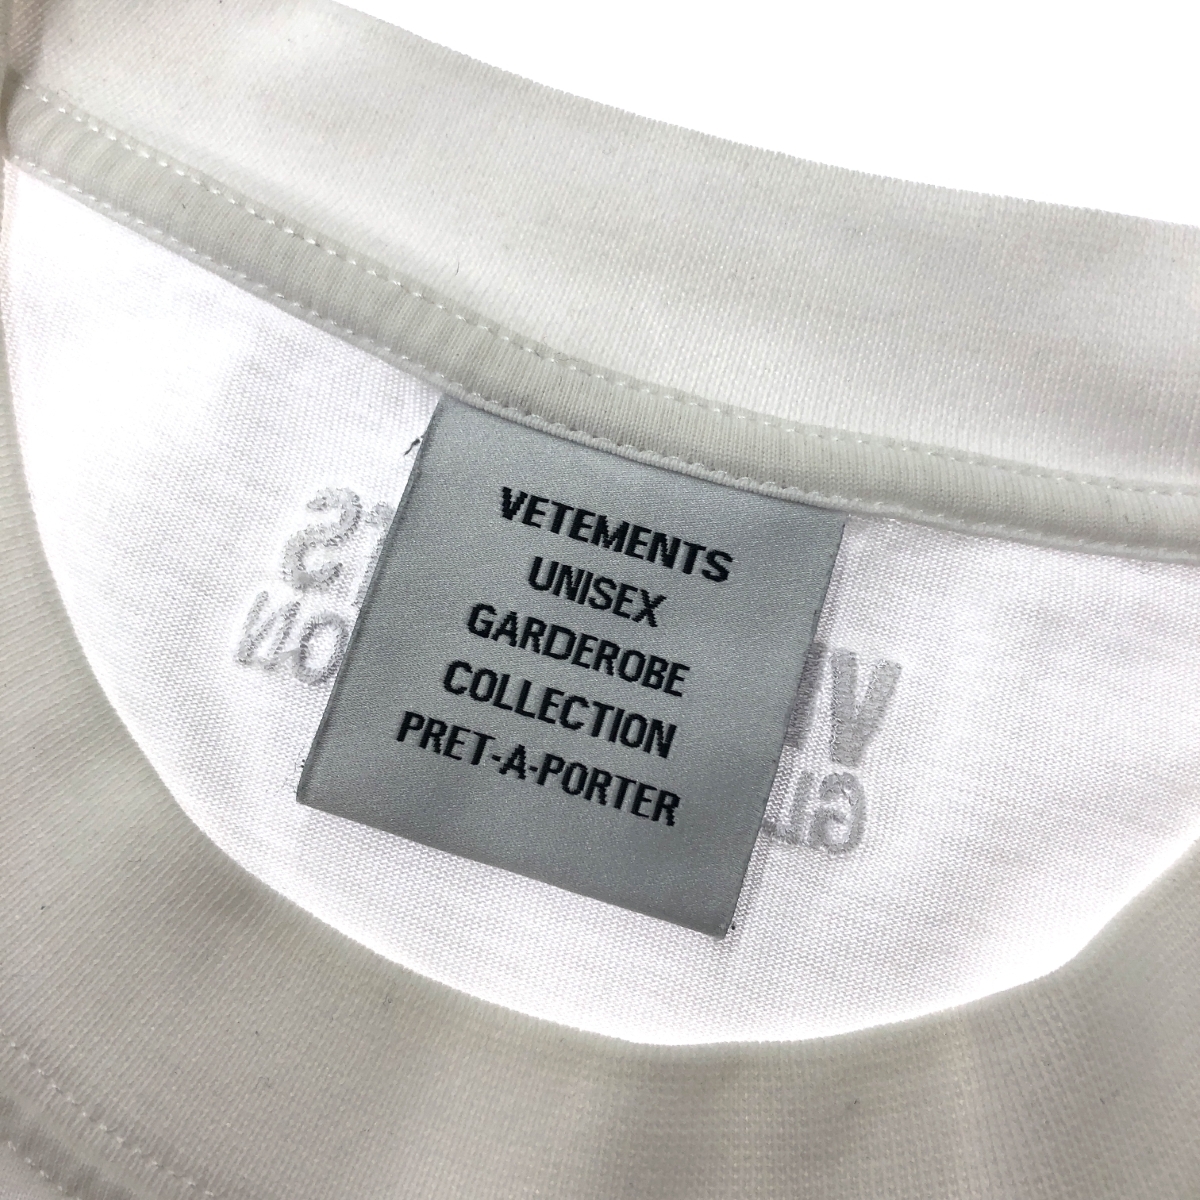 VETEMENTS
UNISEX
GARDEROBE
COLLECTION
PRET-A-PORTER